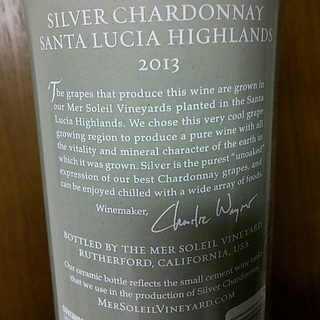 SILVER CHARDONNAY
SANTA LUCIA HIGHLANDS
2013
The grapes that produce this wine are grown in
our Mer Soleil Vineyards planted in the Santa
Lucia Highlands. We chose this very cool grape
growing region to produce a pure wine with all
the vitality and mineral character of the earth in
which it was grown. Silver is the purest "unoaked"
expression of our best Chardonnay grapes, and
can be enjoyed chilled with a wide array of foods.
Winemaker,
BOTTLED BY THE MER SOLEIL VINEYARD
RUTHERFORD, CALIFORNIA, USA
Our ceramic bottle reflects the small cement wine tanks
that we use in the production of Silver Chardonnay.
MERSOLEILVINEYARD.COM